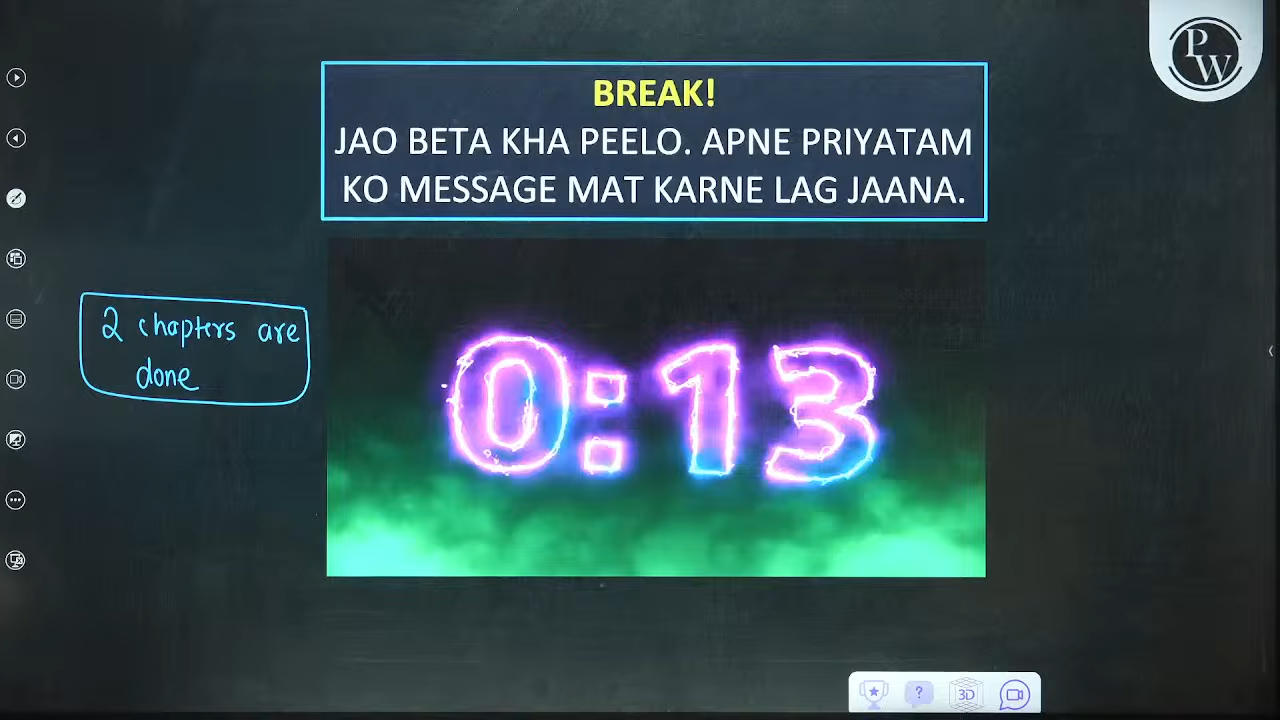 BREAK!
JAO BETA KHA PEELO. APNE PRIYATAM
KO MESSAGE MAT KARNE LAG JAANA.
2 chapters are
done
0:13
PW
?
3D